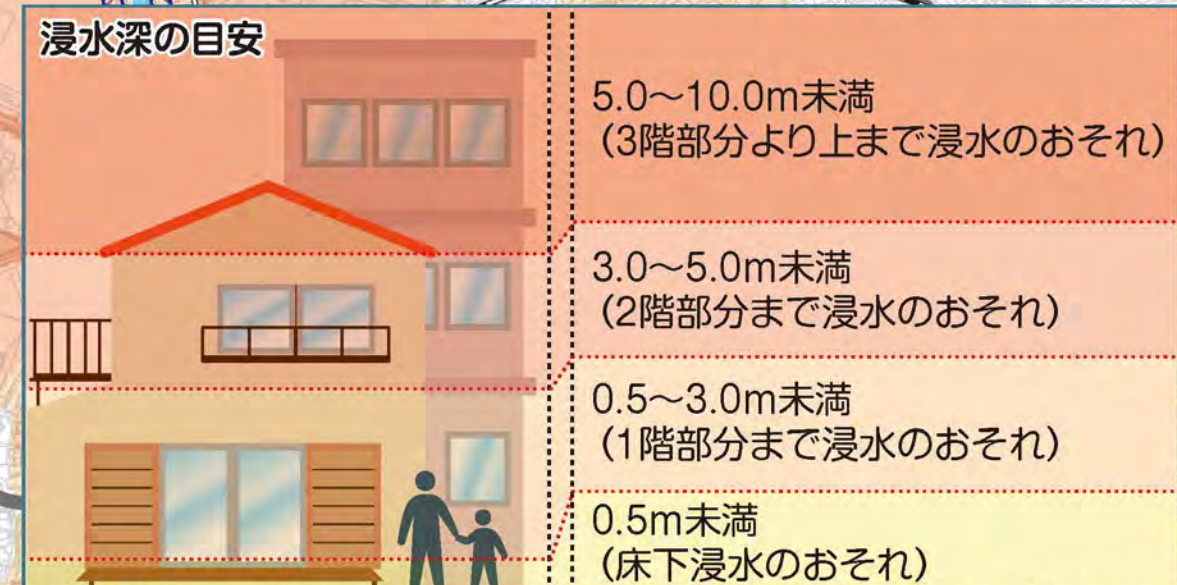 浸水深の目安
5.0～10.0m未満
（3階部分より上まで浸水のおそれ）
3.0～5.0m未満
（2階部分まで浸水のおそれ）
0.5～3.0m未満
（1階部分まで浸水のおそれ）
0.5m未満
（床下浸水のおそれ）